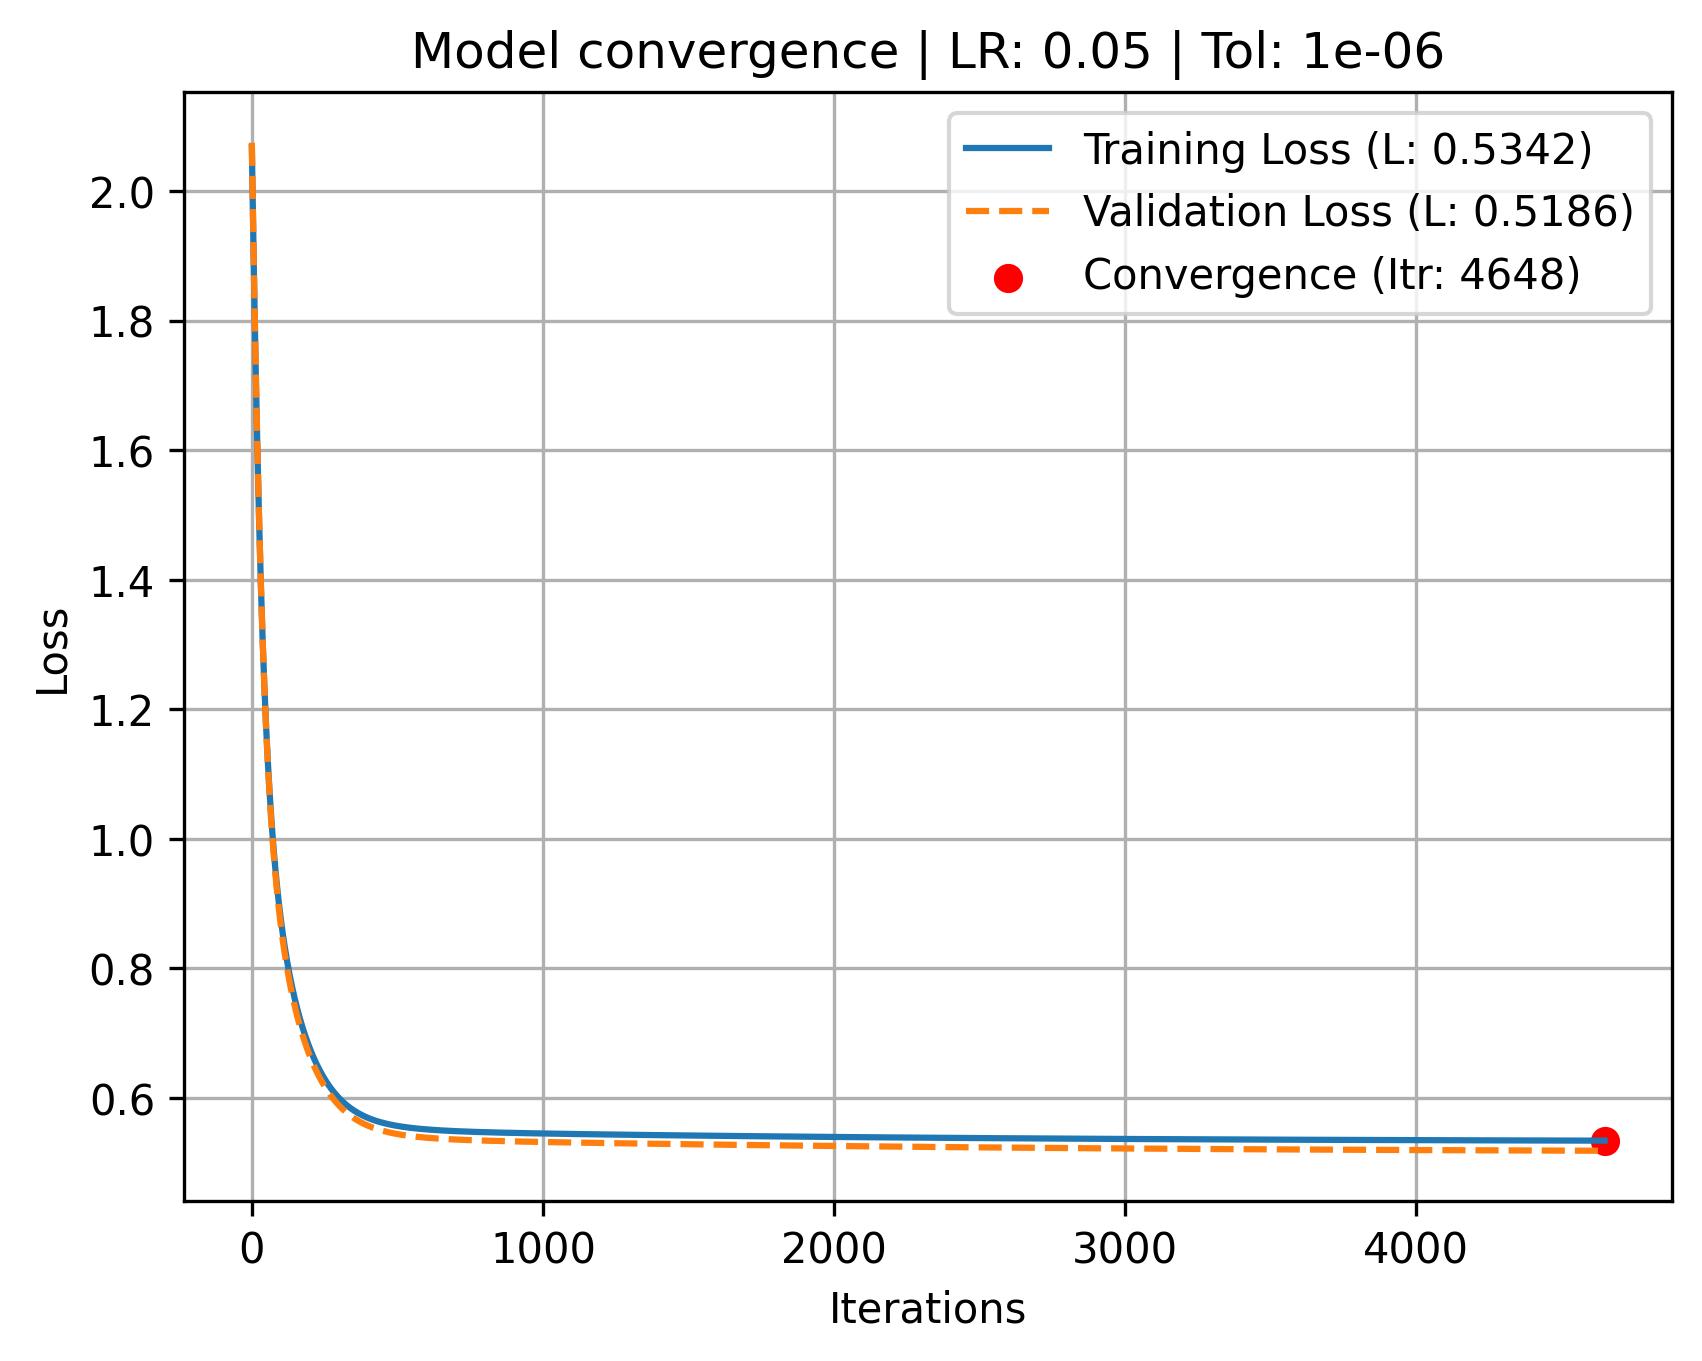 Model convergence | LR: 0.05 | Tol: 1e-06
Training Loss (L: 0.5342)
Validation Loss (L: 0.5186)
Convergence (Itr: 4648)
Loss
2.0
1.8
1.6
1.4
1.2
1.0
0.8
0.6
0 1000 2000 3000 4000
Iterations